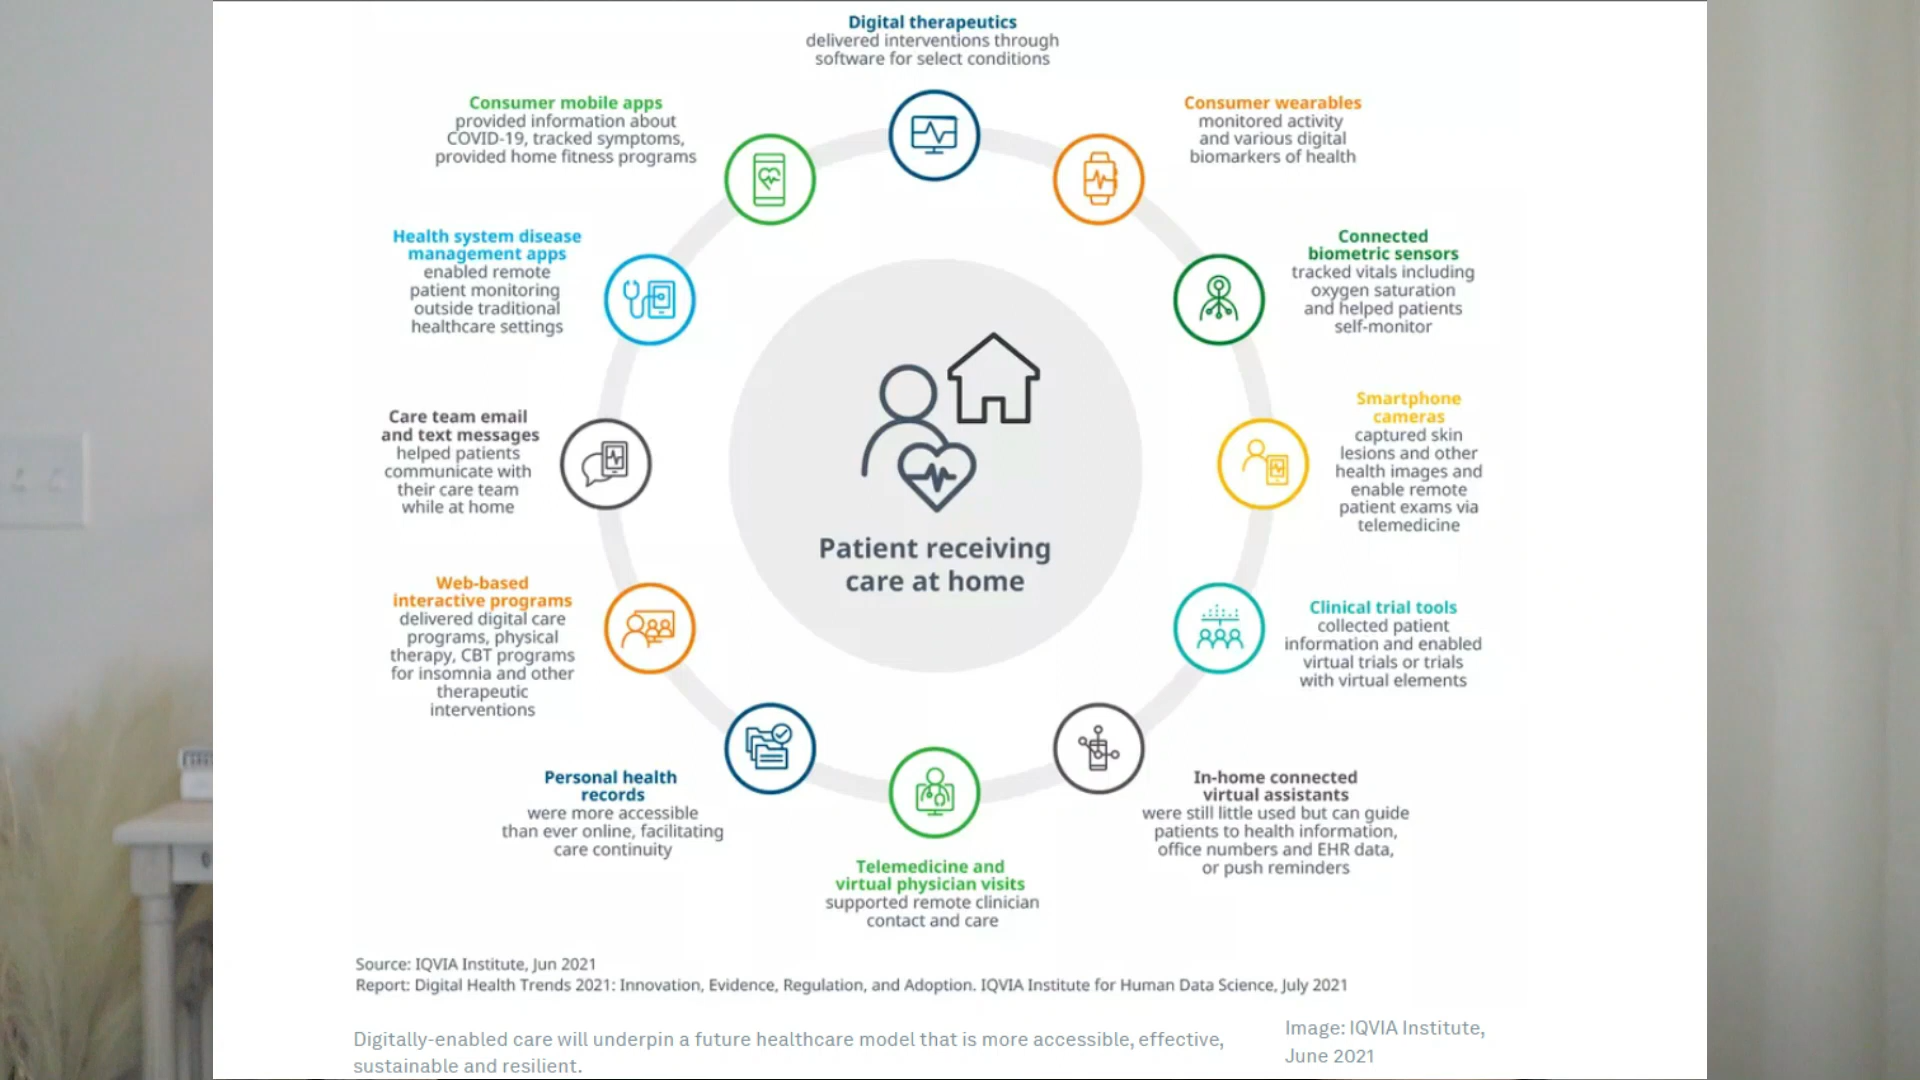 Digital therapeutics
delivered interventions through
software for select conditions
Consumer wearables
monitored activity
and various digital
biomarkers of health
Connected
biometric sensors
tracked vitals including
oxygen saturation
and helped patients
self-monitor
Smartphone
cameras
captured skin
lesions and other
health images and
enable remote
patient exams via
telemedicine
Clinical trial tools
collected patient
information and enabled
virtual trials or trials
with virtual elements
In-home connected
virtual assistants
were still little used but can guide
patients to health information,
office numbers and EHR data,
or push reminders
Telemedicine and
virtual physician visits
supported remote clinician
contact and care
Personal health
records
were more accessible
than ever online, facilitating
care continuity
Web-based
interactive programs
delivered digital care
programs, physical
therapy, CBT programs
for insomnia and other
therapeutic
interventions
Care team email
and text messages
helped patients
communicate with
their care team
while at home
Health system disease
management apps
enabled remote
patient monitoring
outside traditional
healthcare settings
Consumer mobile apps
provided information about
COVID-19, tracked symptoms,
provided home fitness programs
Patient receiving
care at home
Source: IQVIA Institute, Jun 2021
Report: Digital Health Trends 2021: Innovation, Evidence, Regulation, and Adoption. IQVIA Institute for Human Data Science, July 2021
Digitally-enabled care will underpin a future healthcare model that is more accessible, effective,
sustainable and resilient.
Image: IQVIA Institute,
June 2021